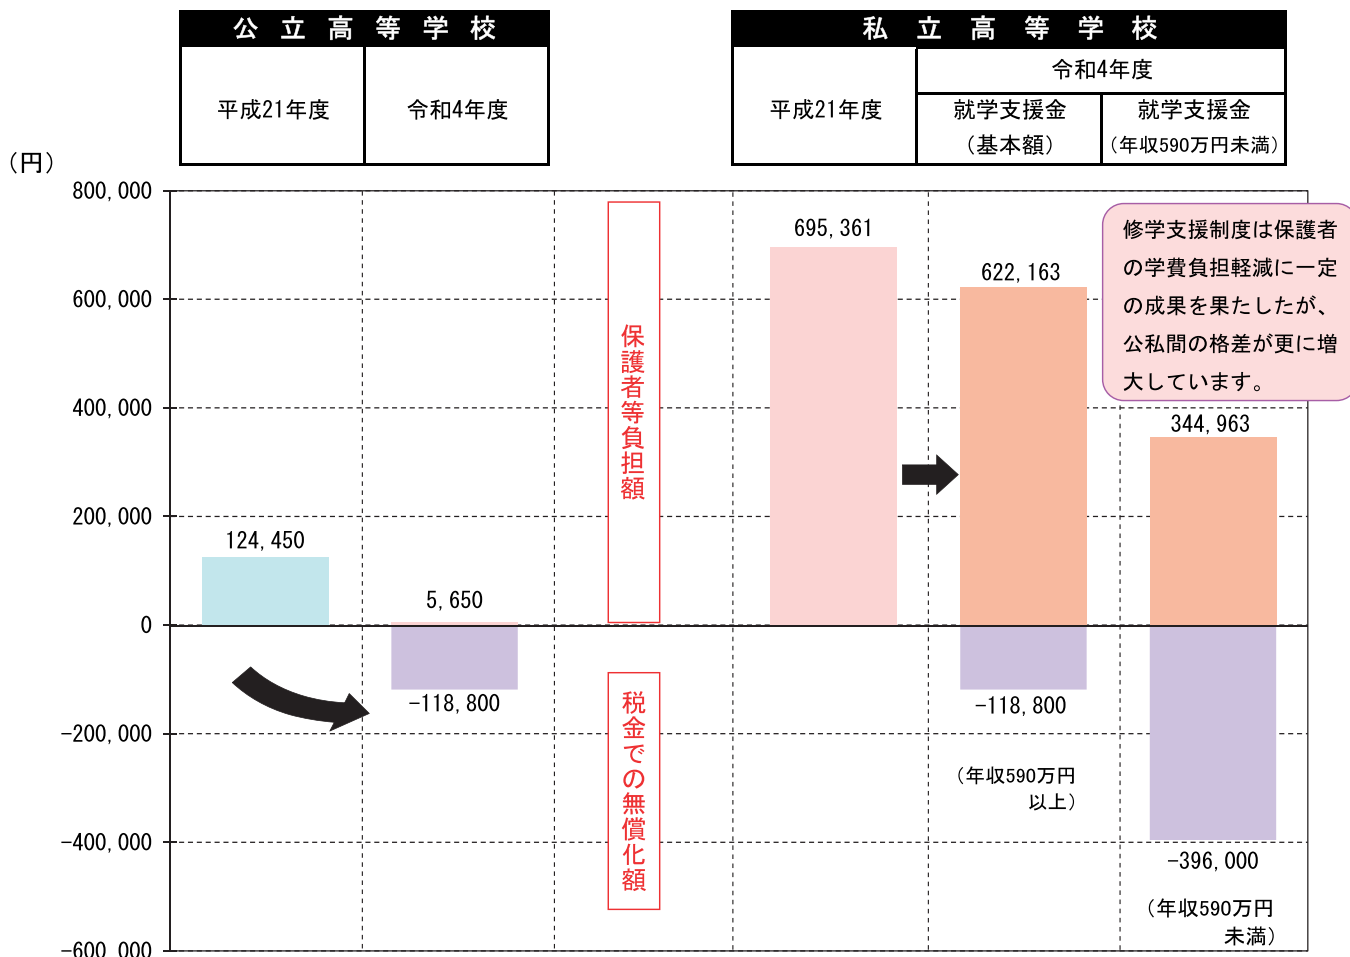 公立高等学校
平成21年度
令和4年度
私立高等学校
平成21年度
令和4年度
就学支援金
（基本額）
就学支援金
（年収590万円未満）
（円）
800,000
600,000
400,000
200,000
0
-200,000
-400,000
-600,000
124,450
5,650
-118,800
保護者等負担額
税金での無償化額
695,361
622,163
-118,800
（年収590万円
以上）
修学支援制度は保護者
の学費負担軽減に一定
の成果を果たしたが、
公私間の格差が更に増
大しています。
344,963
-396,000
（年収590万円
未満）